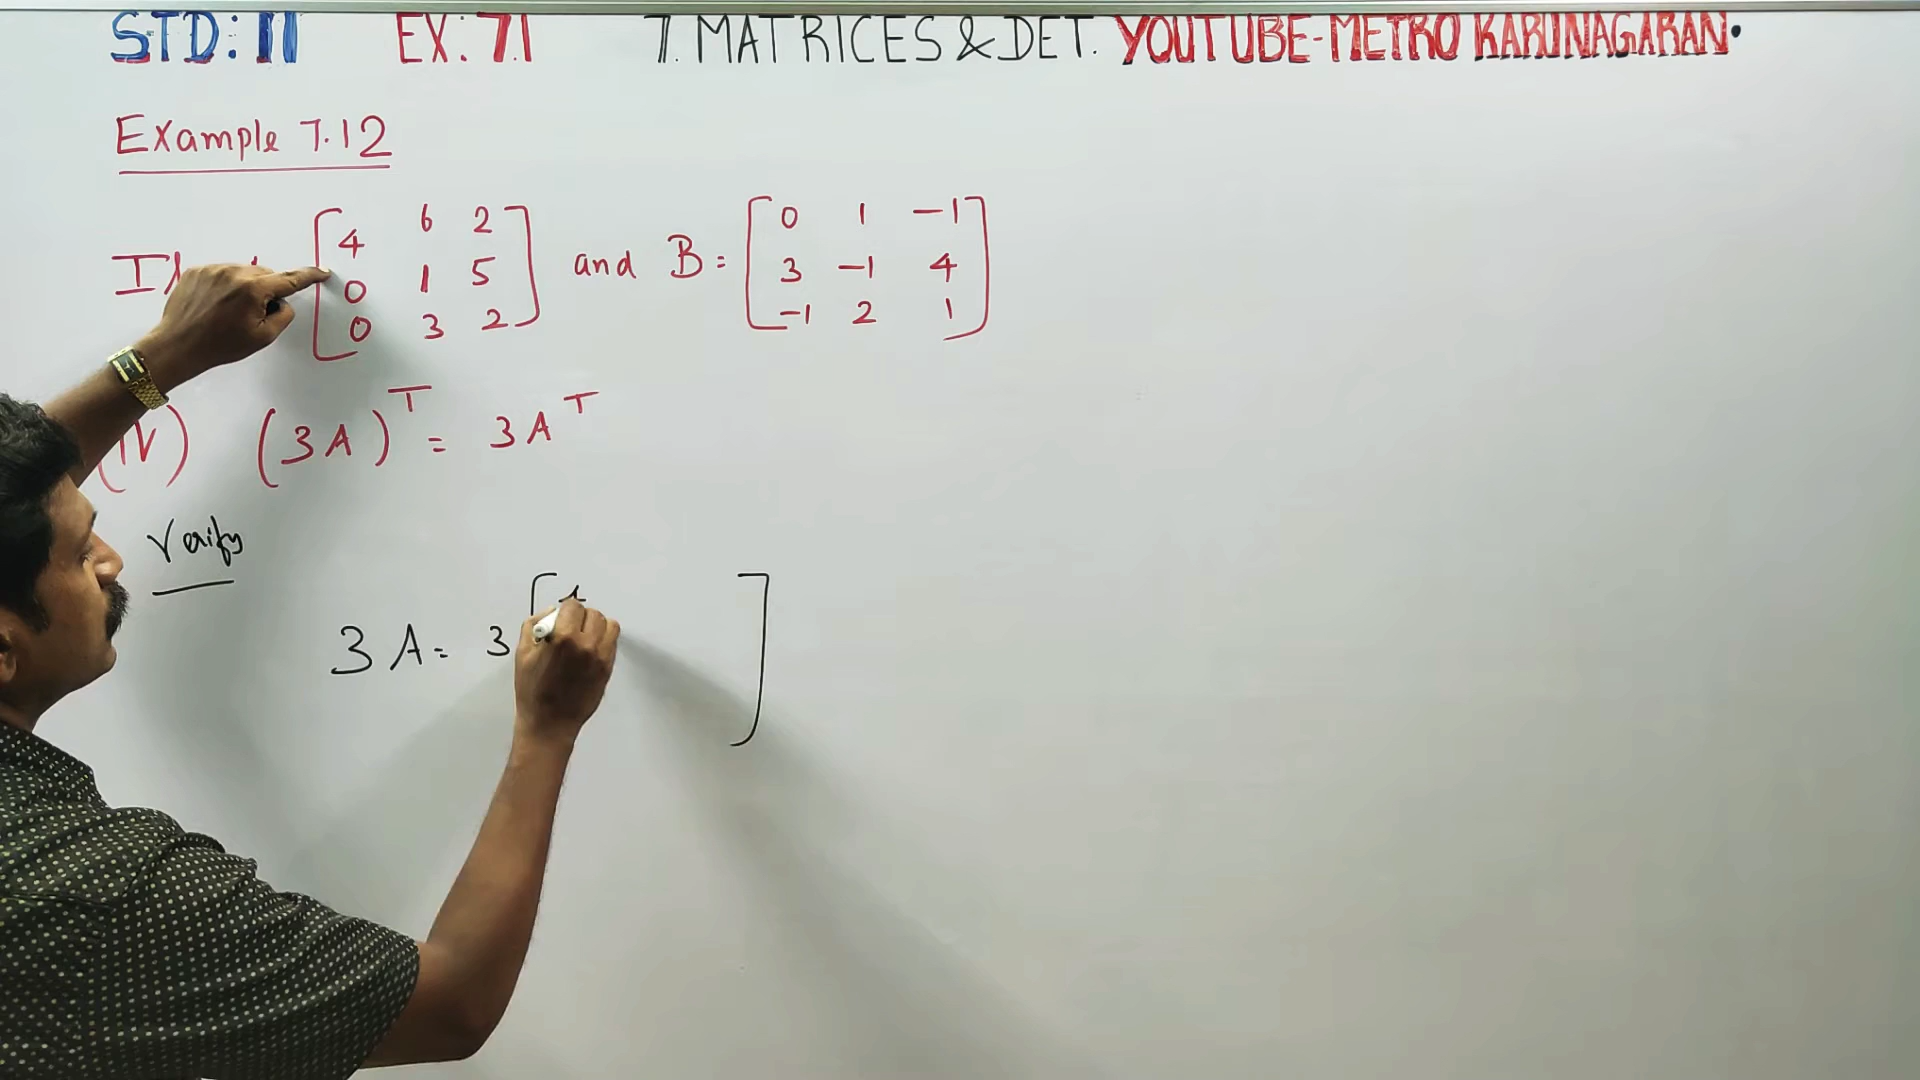 STD: 11 EX: 7.1 7. MATRICES & DET. YOUTUBE-METRO KARUNAGARAN.
Example 7.12
If [ 4 6 2 ] and B = [ 0 1 -1 ]
0 1 5 3 -1 4
0 3 2 -1 2 1
(iv) (3A)^T = 3A^T
Verify
3A = 3 [ ]